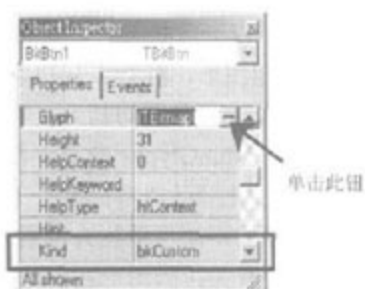 Object Inspector
BitBtn1 TBitBtn
Properties Events
Glyph (TBitmap)
Height 31
HelpContext 0
HelpKeyword
HelpType htContext
Hint
Kind bkCustom
All shown
单击此钮